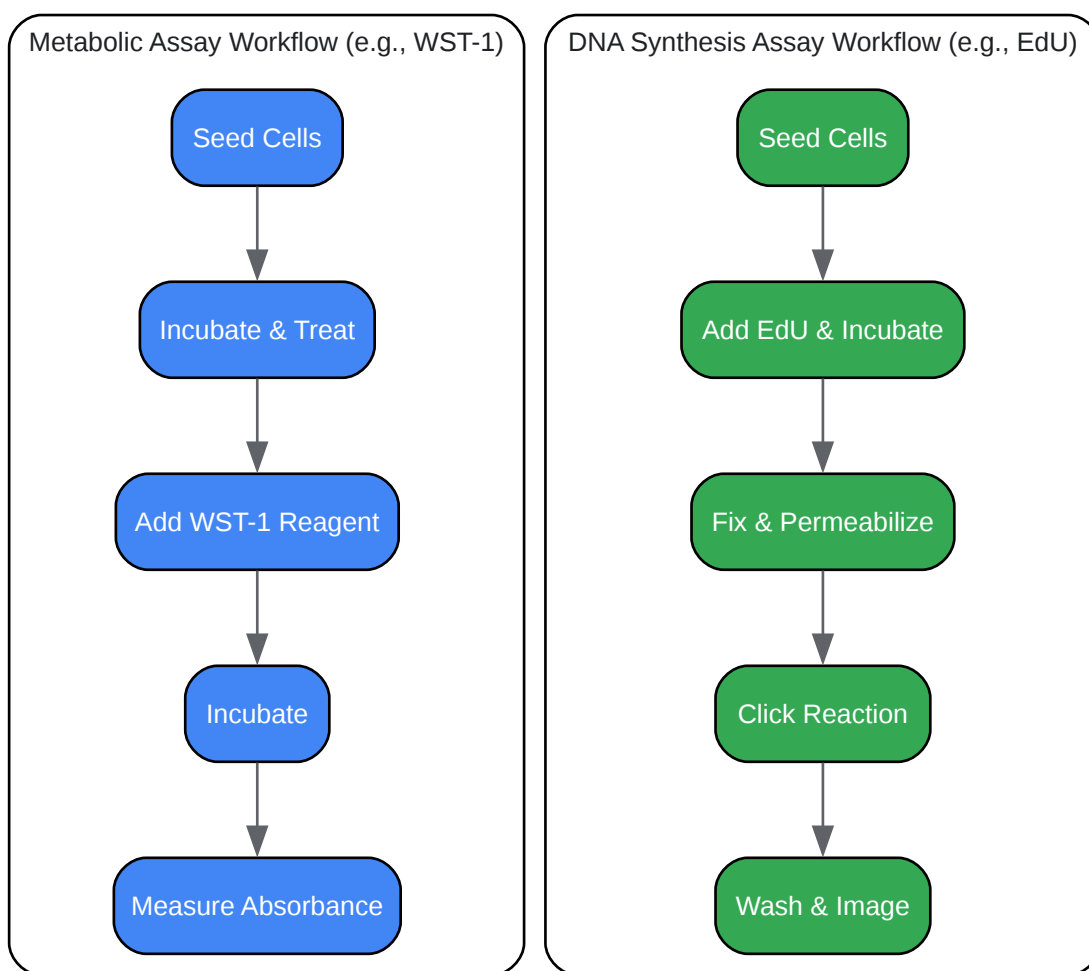 Metabolic Assay Workflow (e.g., WST-1)
Seed Cells
Incubate & Treat
Add WST-1 Reagent
Incubate
Measure Absorbance
DNA Synthesis Assay Workflow (e.g., EdU)
Seed Cells
Add EdU & Incubate
Fix & Permeabilize
Click Reaction
Wash & Image